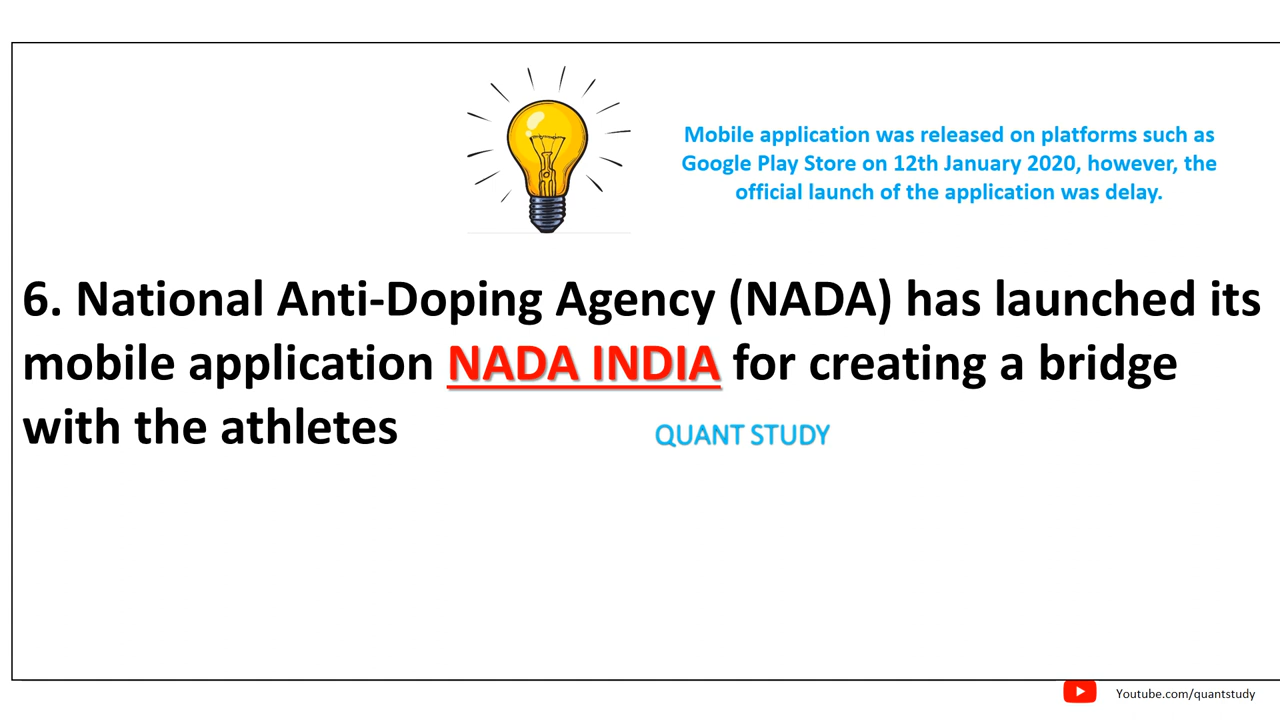 Mobile application was released on platforms such as
Google Play Store on 12th January 2020, however, the
official launch of the application was delay.
6. National Anti-Doping Agency (NADA) has launched its
mobile application NADA INDIA for creating a bridge
with the athletes
QUANT STUDY
Youtube.com/quantstudy